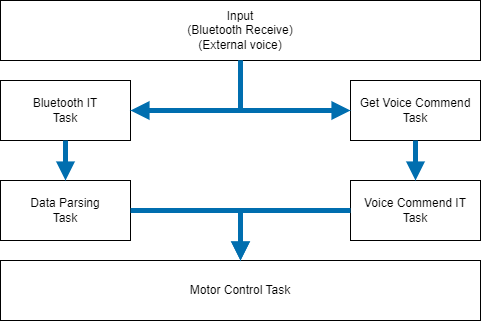 Input
(Bluetooth Receive)
(External voice)
Bluetooth IT
Task
Get Voice Commend
Task
Data Parsing
Task
Voice Commend IT
Task
Motor Control Task